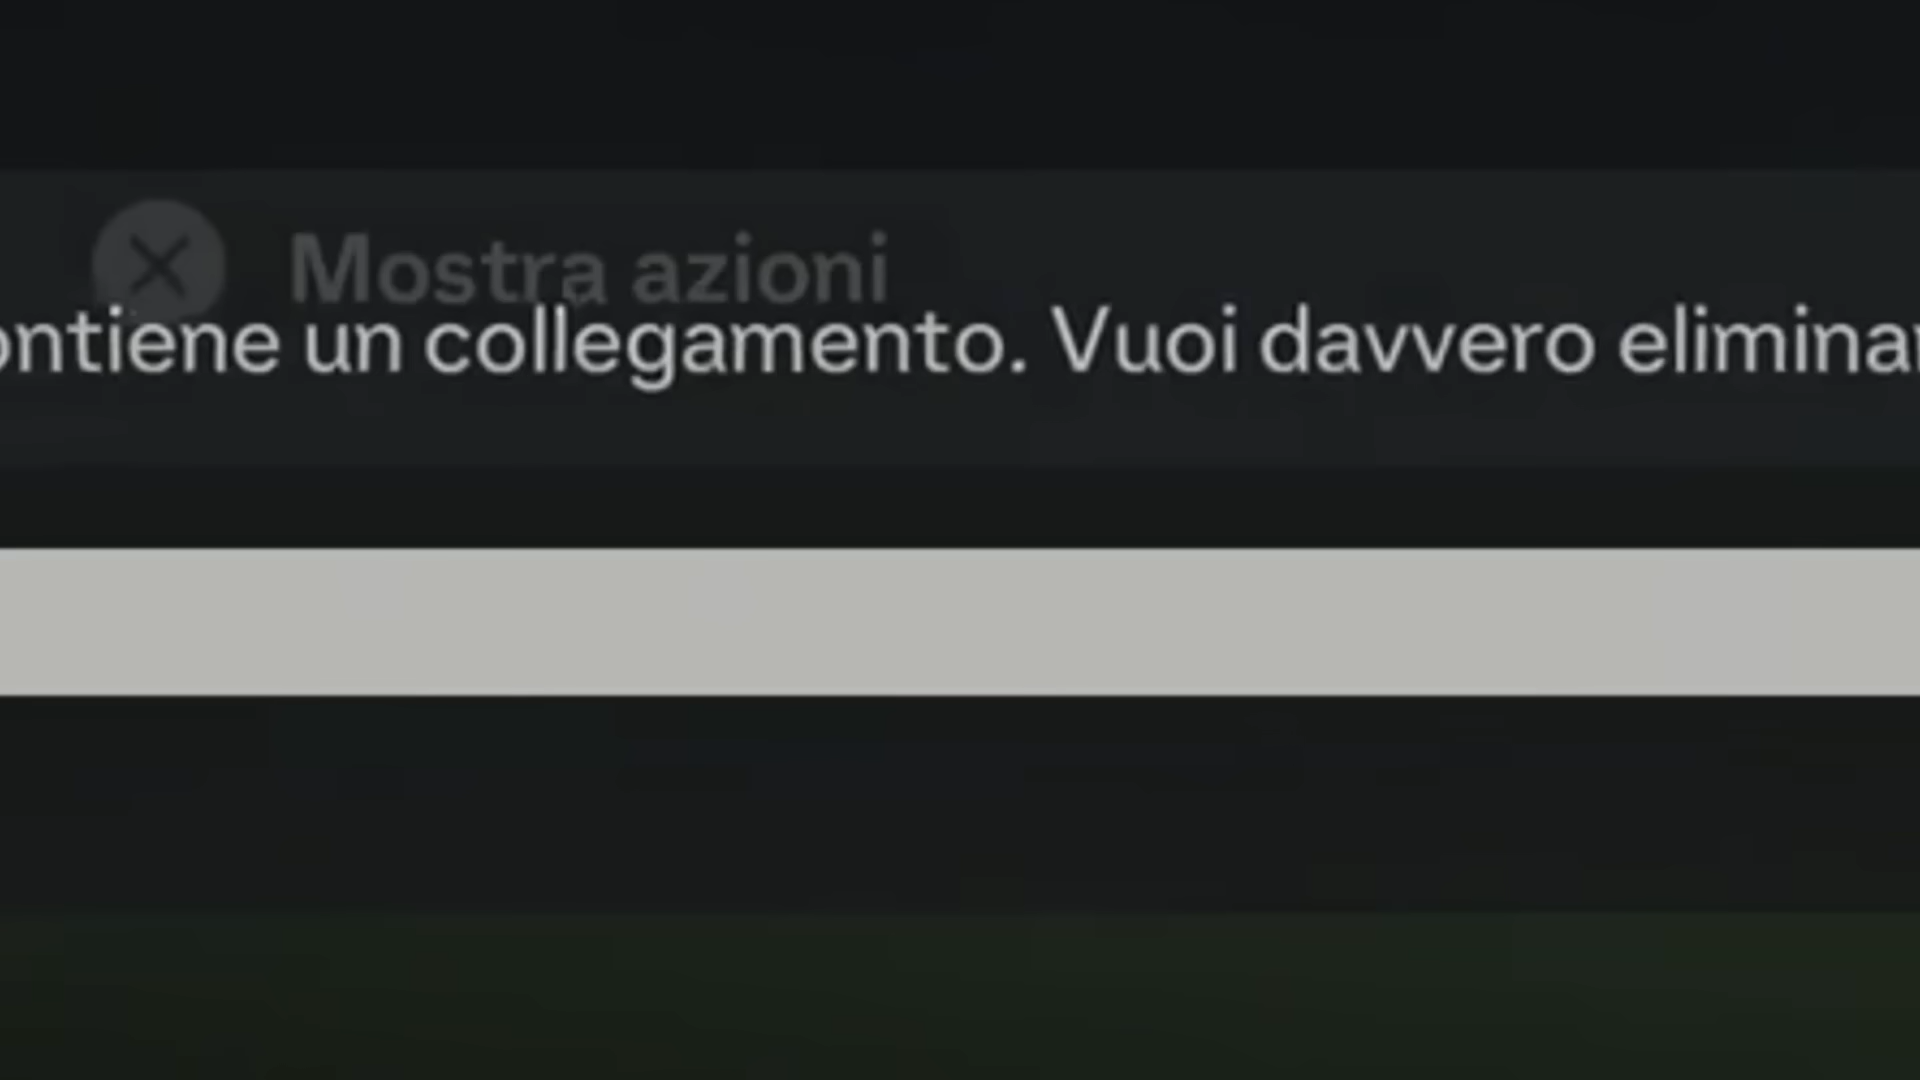 Mostra azioni
ontiene un collegamento. Vuoi davvero elimina